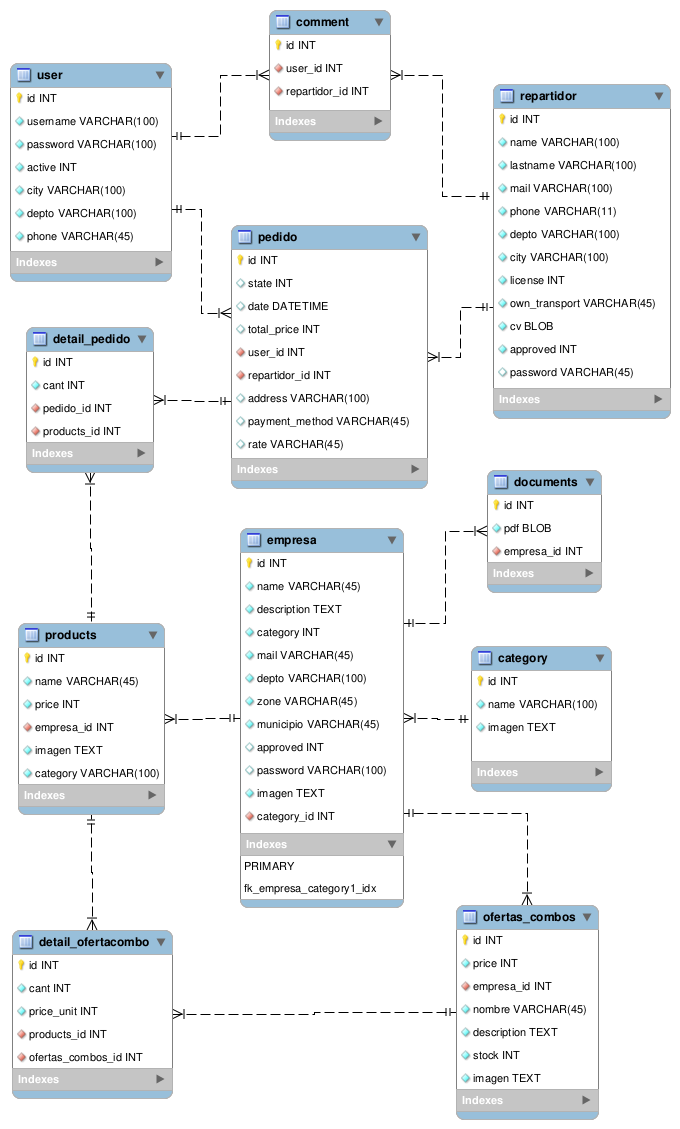 comment
id INT
user_id INT
repartidor_id INT
Indexes
user
id INT
username VARCHAR(100)
password VARCHAR(100)
active INT
city VARCHAR(100)
depto VARCHAR(100)
phone VARCHAR(45)
Indexes
repartidor
id INT
name VARCHAR(100)
lastname VARCHAR(100)
mail VARCHAR(100)
phone VARCHAR(11)
depto VARCHAR(100)
city VARCHAR(100)
license INT
own_transport VARCHAR(45)
cv BLOB
approved INT
password VARCHAR(45)
Indexes
pedido
id INT
state INT
date DATETIME
total_price INT
user_id INT
repartidor_id INT
address VARCHAR(100)
payment_method VARCHAR(45)
rate VARCHAR(45)
Indexes
detail_pedido
id INT
cant INT
pedido_id INT
products_id INT
Indexes
documents
id INT
pdf BLOB
empresa_id INT
Indexes
empresa
id INT
name VARCHAR(45)
description TEXT
category INT
mail VARCHAR(45)
depto VARCHAR(100)
zone VARCHAR(45)
municipio VARCHAR(45)
approved INT
password VARCHAR(100)
imagen TEXT
category_id INT
Indexes
PRIMARY
fk_empresa_category1_idx
products
id INT
name VARCHAR(45)
price INT
empresa_id INT
imagen TEXT
category VARCHAR(100)
Indexes
category
id INT
name VARCHAR(100)
imagen TEXT
Indexes
detail_ofertacombo
id INT
cant INT
price_unit INT
products_id INT
ofertas_combos_id INT
Indexes
ofertas_combos
id INT
price INT
empresa_id INT
nombre VARCHAR(45)
description TEXT
stock INT
imagen TEXT
Indexes